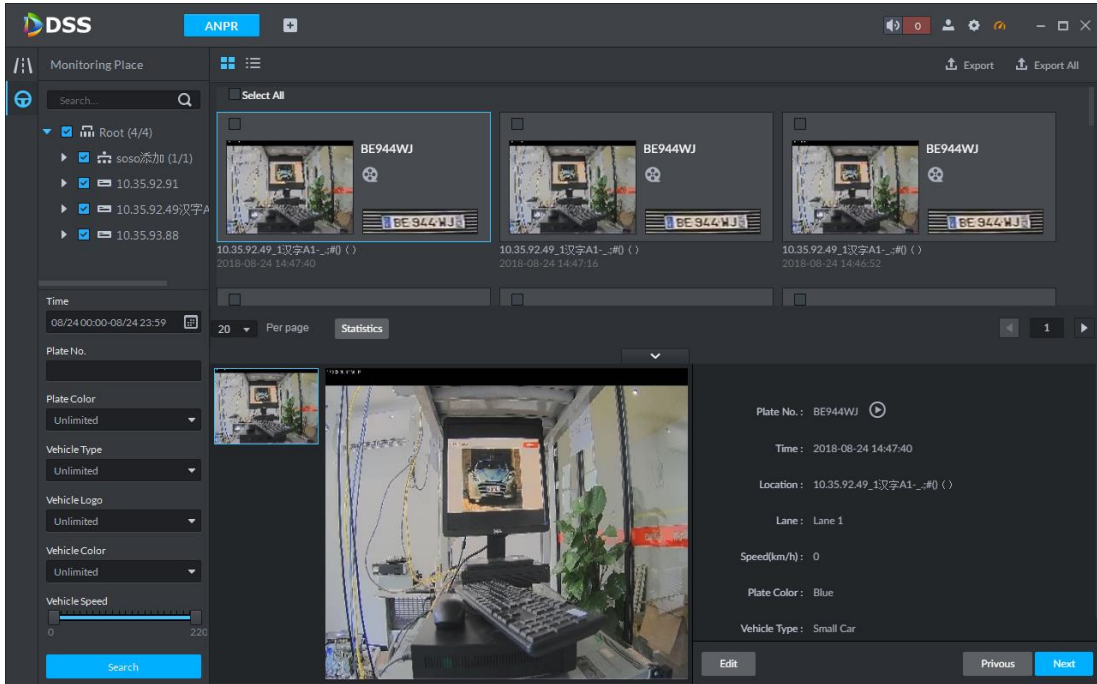 DSS
ANPR
0
Monitoring Place
Export
Export All
Search...
Select All
Root (4/4)
soso添加 (1/1)
10.35.92.91
10.35.92.49汉字A
10.35.93.88
BE944WJ
BE944WJ
BE944WJ
BE 944 WJ
BE 944 WJ
BE 944 WJ
10.35.92.49_1汉字A1-_.;#() ( )
10.35.92.49_1汉字A1-_.;#() ( )
10.35.92.49_1汉字A1-_.;#() ( )
2018-08-24 14:47:40
2018-08-24 14:47:16
2018-08-24 14:46:52
Time
08/24 00:00-08/24 23:59
20
Per page
Statistics
1
Plate No.
Plate Color
Unlimited
Vehicle Type
Unlimited
Vehicle Logo
Unlimited
Vehicle Color
Unlimited
Vehicle Speed
0
220
Search
Plate No. : BE944WJ
Time : 2018-08-24 14:47:40
Location : 10.35.92.49_1汉字A1-_.;#() ( )
Lane : Lane 1
Speed(km/h) : 0
Plate Color : Blue
Vehicle Type : Small Car
Edit
Privous
Next